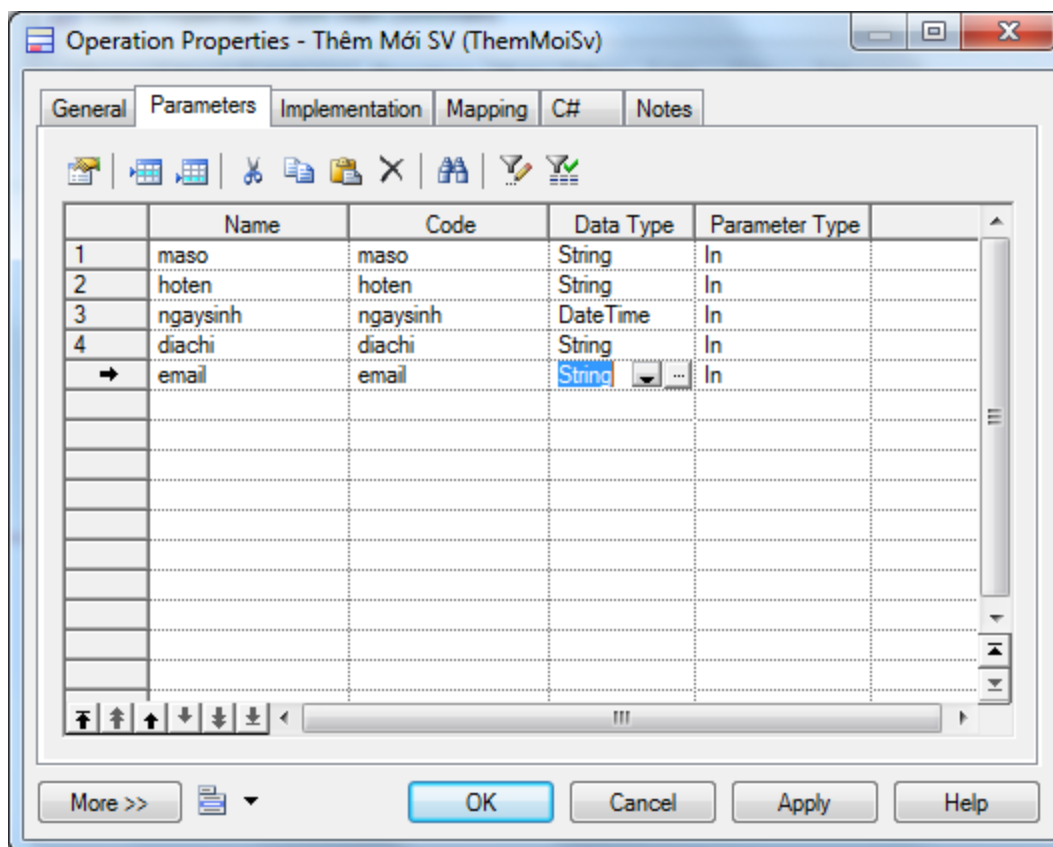 Operation Properties - Thêm Mới SV (ThemMoiSv)
General Parameters Implementation Mapping C# Notes
Name Code Data Type Parameter Type
1 maso maso String In
2 hoten hoten String In
3 ngaysinh ngaysinh DateTime In
4 diachi diachi String In
email email String ... In
More >> OK Cancel Apply Help